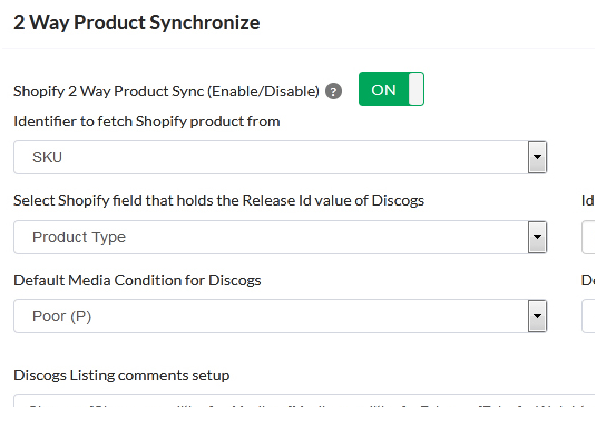 2 Way Product Synchronize
Shopify 2 Way Product Sync (Enable/Disable) ? ON
Identifier to fetch Shopify product from
SKU
Select Shopify field that holds the Release Id value of Discogs Id
Product Type
Default Media Condition for Discogs De
Poor (P)
Discogs Listing comments setup